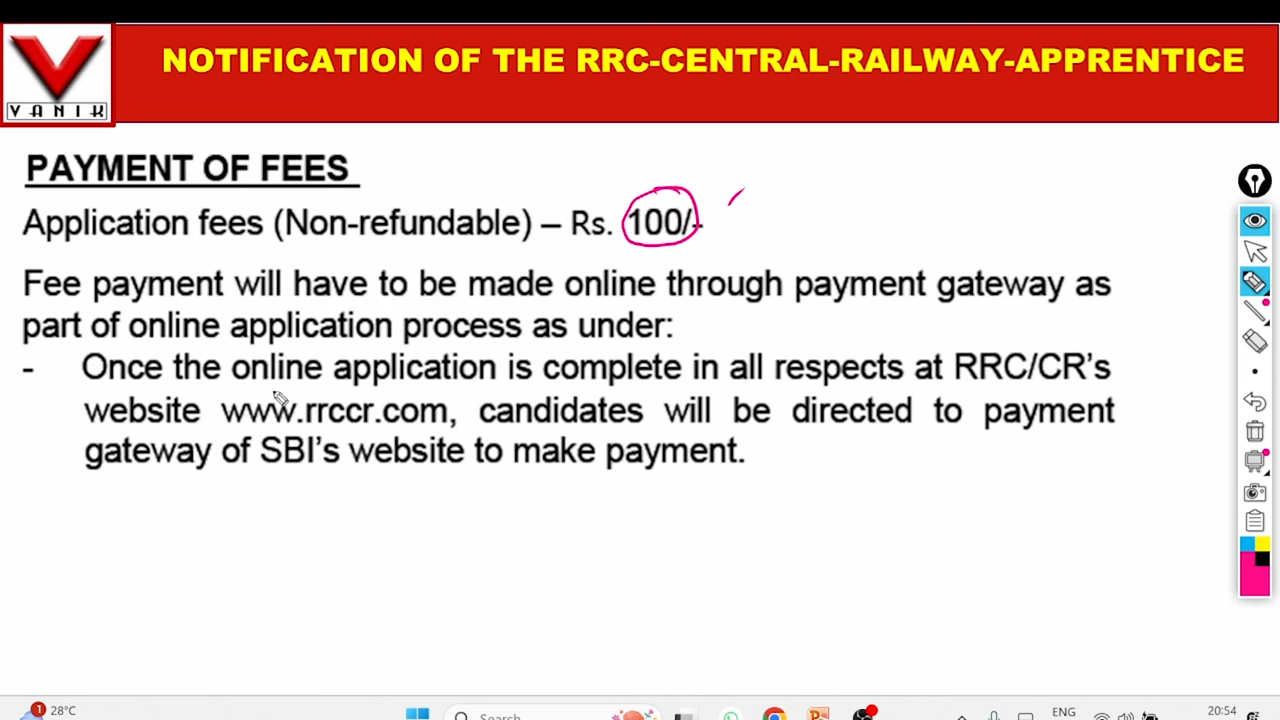 VANIK
NOTIFICATION OF THE RRC-CENTRAL-RAILWAY-APPRENTICE
PAYMENT OF FEES
Application fees (Non-refundable) – Rs. 100/-
Fee payment will have to be made online through payment gateway as
part of online application process as under:
- Once the online application is complete in all respects at RRC/CR's
website www.rrccr.com, candidates will be directed to payment
gateway of SBI's website to make payment.
1
28°C
Search
ENG
20:54